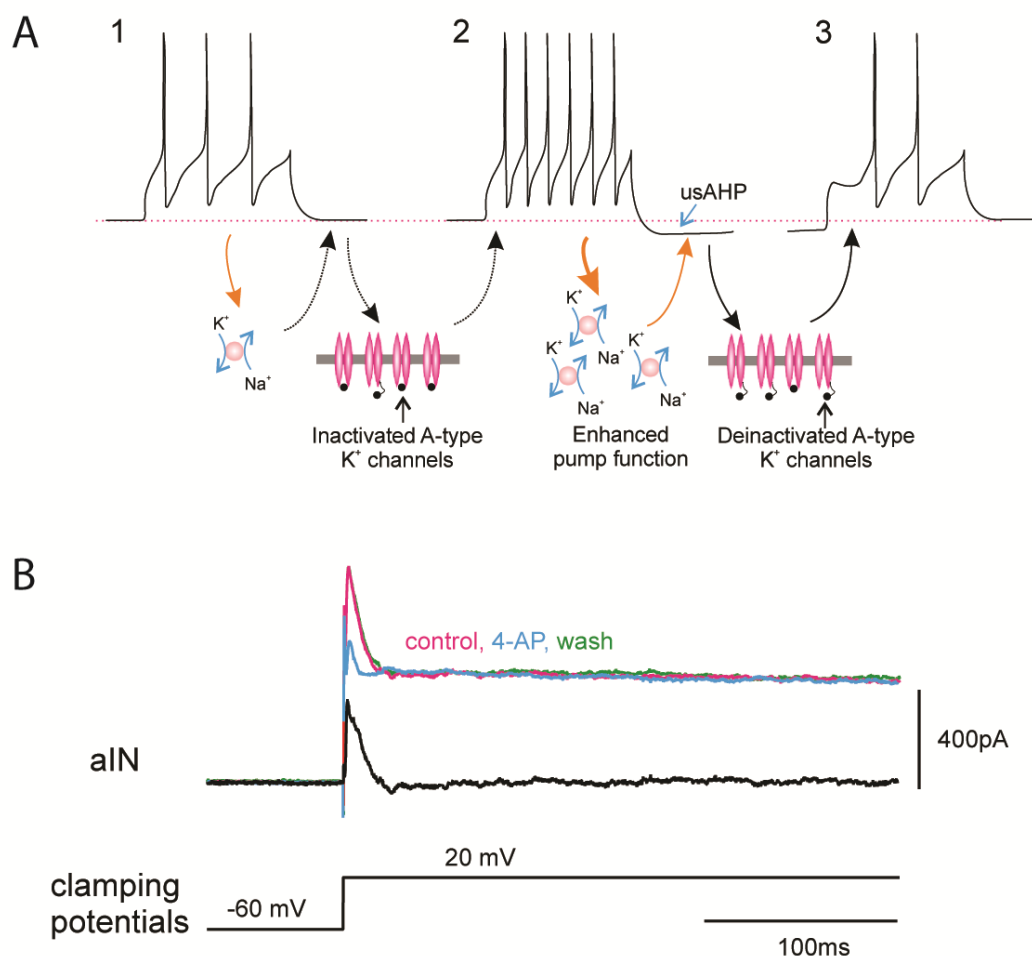 A
1
2
3
usAHP
K⁺
Na⁺
K⁺
Na⁺
K⁺
Na⁺
K⁺
Na⁺
Inactivated A-type
K⁺ channels
Enhanced
pump function
Deinactivated A-type
K⁺ channels
B
control, 4-AP, wash
400pA
aIN
20 mV
clamping
potentials
-60 mV
100ms